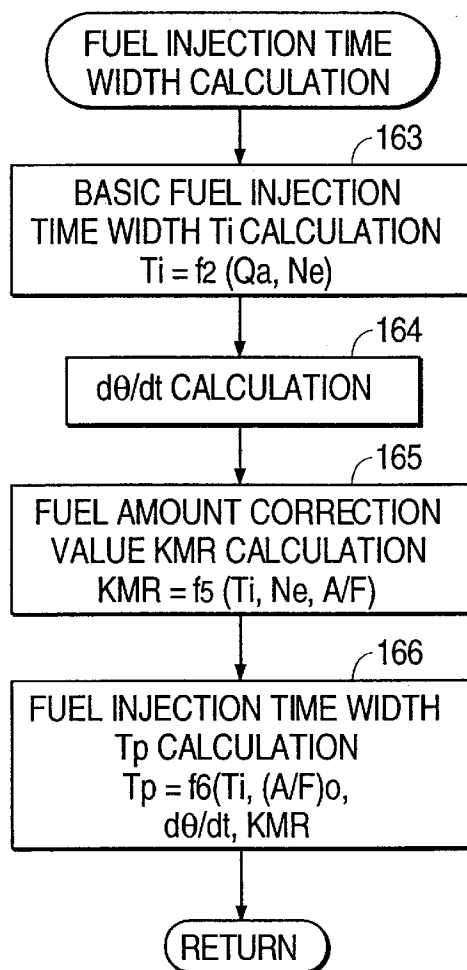 FUEL INJECTION TIME
WIDTH CALCULATION
163
BASIC FUEL INJECTION
TIME WIDTH Ti CALCULATION
Ti = f2 (Qa, Ne)
164
dθ/dt CALCULATION
165
FUEL AMOUNT CORRECTION
VALUE KMR CALCULATION
KMR = f5 (Ti, Ne, A/F)
166
FUEL INJECTION TIME WIDTH
Tp CALCULATION
Tp = f6(Ti, (A/F)o,
dθ/dt, KMR
RETURN